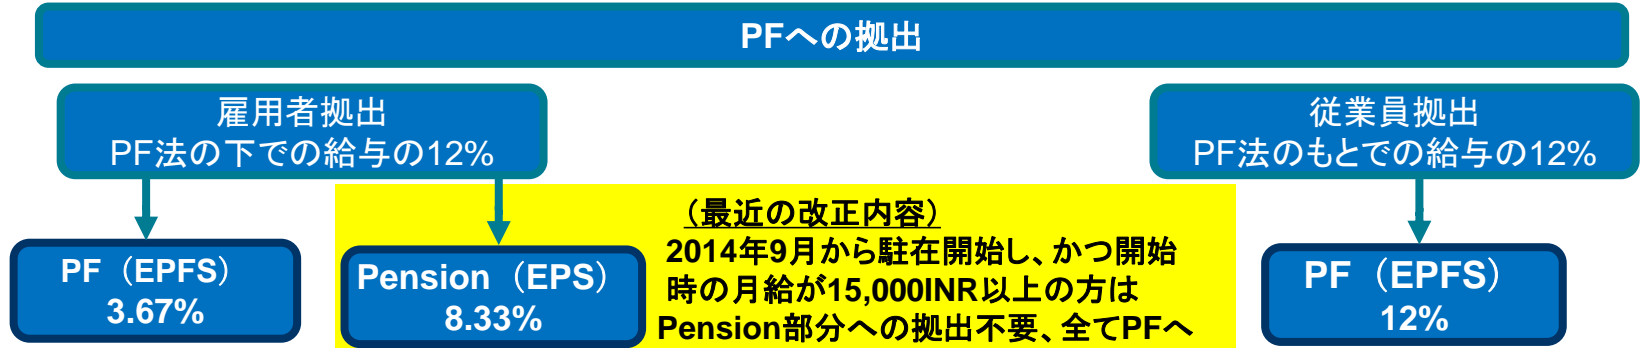 PFへの拠出
雇用者拠出
PF法の下での給与の12%
従業員拠出
PF法のもとでの給与の12%
PF（EPFS）
3.67%
Pension（EPS）
8.33%
（最近の改正内容）
2014年9月から駐在開始し、かつ開始
時の月給が15,000INR以上の方は
Pension部分への拠出不要、全てPFへ
PF（EPFS）
12%